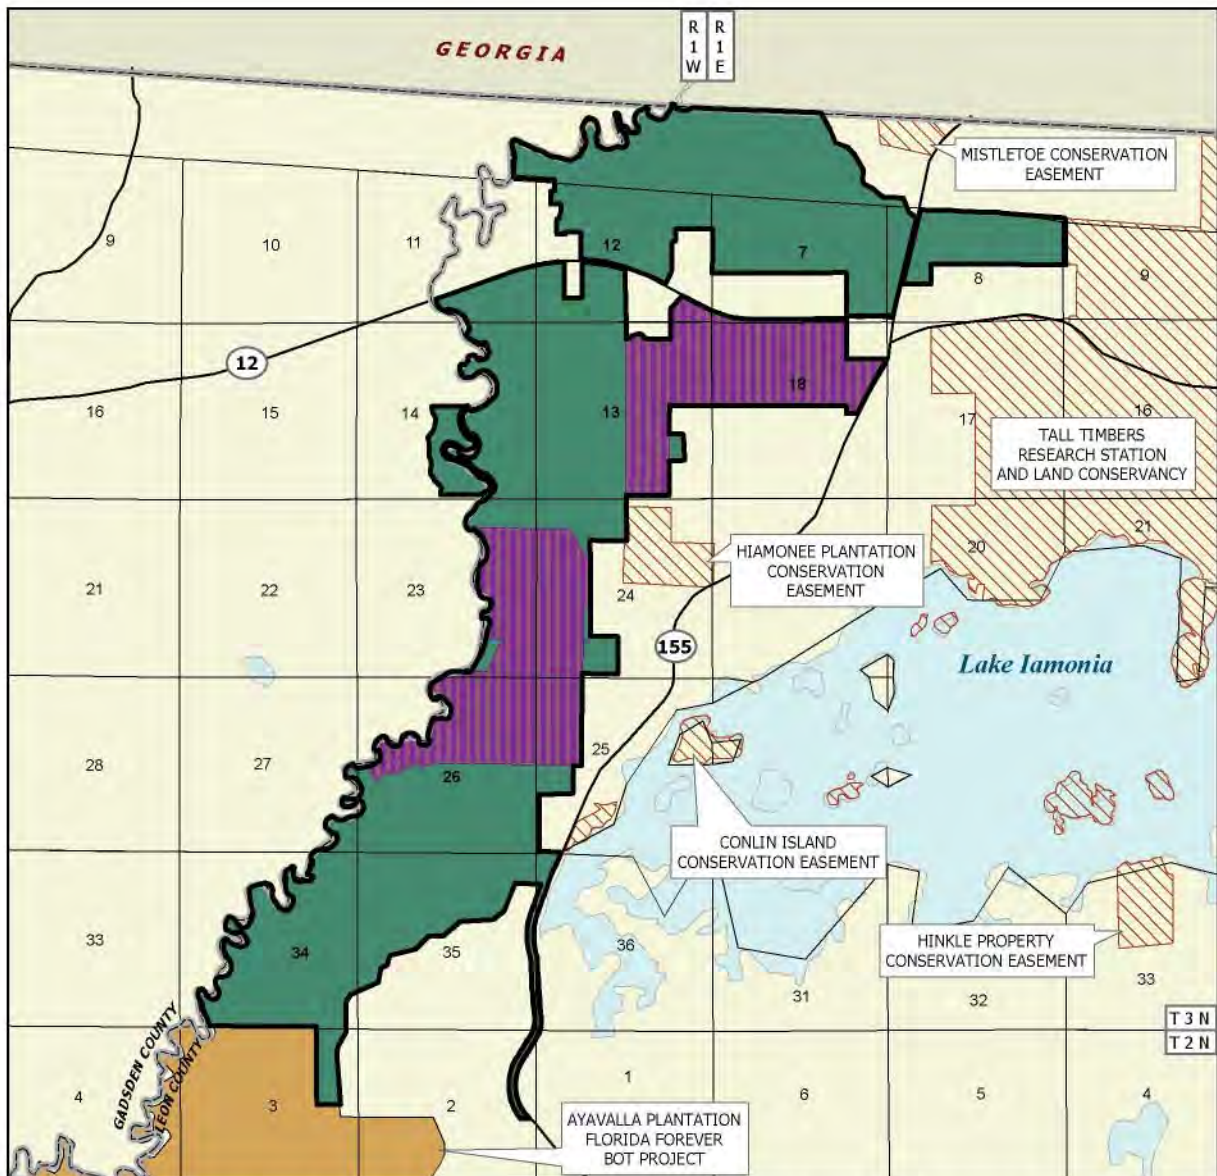 GEORGIA
R R
1 1
W E
MISTLETOE CONSERVATION
EASEMENT
9
10
11
12
7
8
9
12
16
15
14
13
18
17
16
TALL TIMBERS
RESEARCH STATION
AND LAND CONSERVANCY
21
22
23
24
20
21
HIAMONEE PLANTATION
CONSERVATION
EASEMENT
155
Lake Iamonia
28
27
26
25
CONLIN ISLAND
CONSERVATION EASEMENT
33
34
35
36
31
32
33
HINKLE PROPERTY
CONSERVATION EASEMENT
T 3 N
T 2 N
GADSDEN COUNTY
LEON COUNTY
4
3
2
1
6
5
4
AYAVALLA PLANTATION
FLORIDA FOREVER
BOT PROJECT